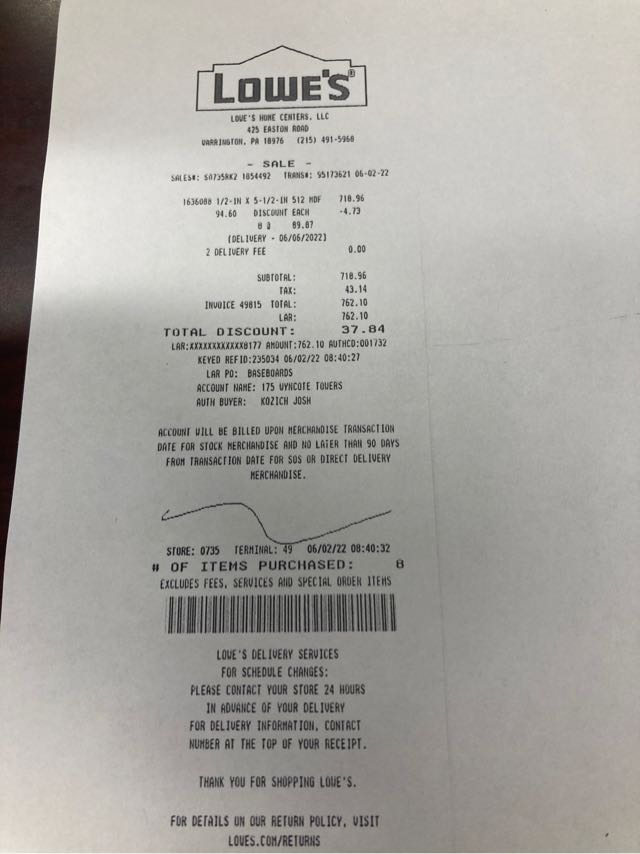 LOWE'S®
LOWE'S HOME CENTERS, LLC
425 EASTON ROAD
WARRINGTON, PA 18976 (215) 491-5968
- SALE -
SALES#: S0735RK2 1854492 TRANS#: 95173621 06-02-22
1636088 1/2-IN X 5-1/2-IN 512 MDF 718.96
94.60 DISCOUNT EACH -4.73
8 @ 89.87
[DELIVERY - 06/06/2022]
2 DELIVERY FEE 0.00
SUBTOTAL: 718.96
TAX: 43.14
INVOICE 49815 TOTAL: 762.10
LAR: 762.10
TOTAL DISCOUNT: 37.84
LAR:XXXXXXXXXXXX8177 AMOUNT:762.10 AUTHCD:001732
KEYED REFID:235034 06/02/22 08:40:27
LAR PO: BASEBOARDS
ACCOUNT NAME: 175 WYNCOTE TOWERS
AUTH BUYER: KOZICH JOSH
ACCOUNT WILL BE BILLED UPON MERCHANDISE TRANSACTION
DATE FOR STOCK MERCHANDISE AND NO LATER THAN 90 DAYS
FROM TRANSACTION DATE FOR SOS OR DIRECT DELIVERY
MERCHANDISE.
STORE: 0735 TERMINAL: 49 06/02/22 08:40:32
# OF ITEMS PURCHASED: 8
EXCLUDES FEES, SERVICES AND SPECIAL ORDER ITEMS
LOWE'S DELIVERY SERVICES
FOR SCHEDULE CHANGES:
PLEASE CONTACT YOUR STORE 24 HOURS
IN ADVANCE OF YOUR DELIVERY
FOR DELIVERY INFORMATION, CONTACT
NUMBER AT THE TOP OF YOUR RECEIPT.
THANK YOU FOR SHOPPING LOWE'S.
FOR DETAILS ON OUR RETURN POLICY, VISIT
LOWES.COM/RETURNS